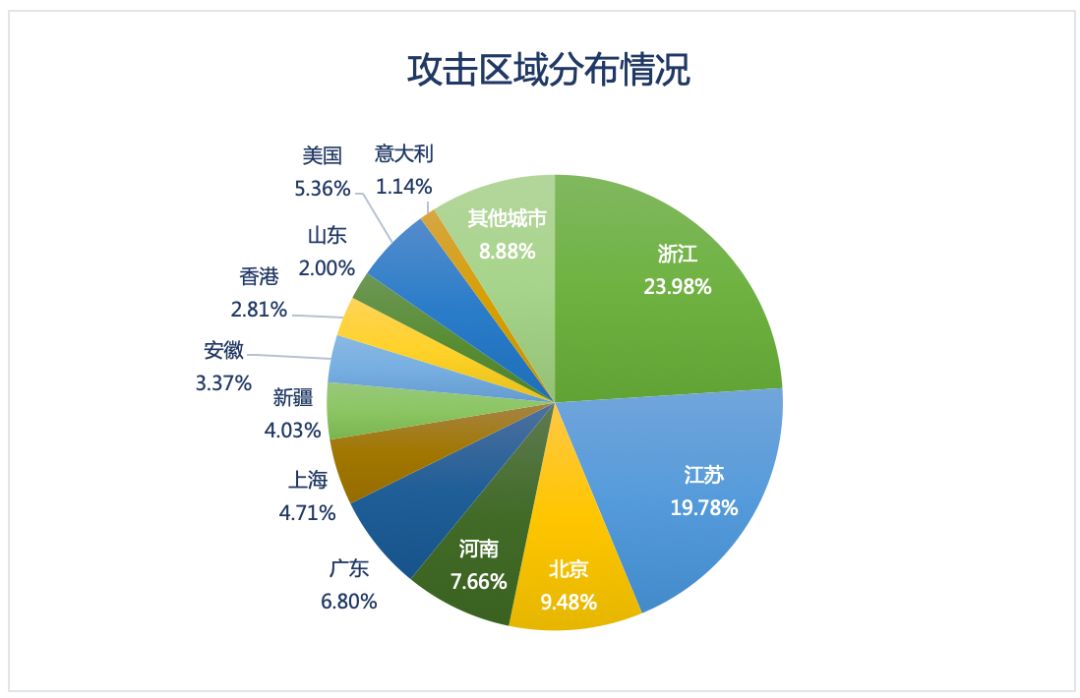 攻击区域分布情况
浙江
23.98%
江苏
19.78%
北京
9.48%
河南
7.66%
广东
6.80%
上海
4.71%
新疆
4.03%
安徽
3.37%
香港
2.81%
山东
2.00%
美国
5.36%
意大利
1.14%
其他城市
8.88%